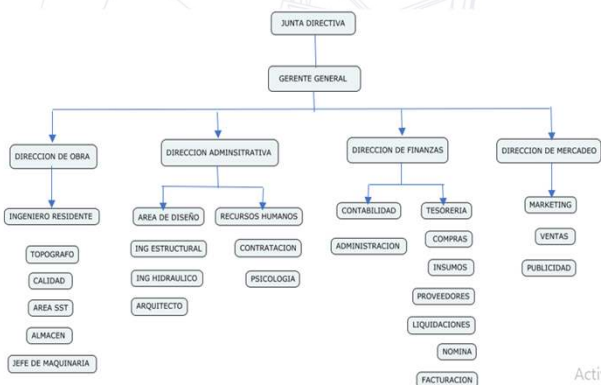 JUNTA DIRECTIVA
GERENTE GENERAL
DIRECCION DE OBRA
DIRECCION ADMINSITRATIVA
DIRECCION DE FINANZAS
DIRECCION DE MERCADEO
INGENIERO RESIDENTE
TOPOGRAFO
CALIDAD
AREA SST
ALMACEN
JEFE DE MAQUINARIA
AREA DE DISEÑO
ING ESTRUCTURAL
ING HIDRAULICO
ARQUITECTO
RECURSOS HUMANOS
CONTRATACION
PSICOLOGIA
CONTABILIDAD
ADMINISTRACION
TESORERIA
COMPRAS
INSUMOS
PROVEEDORES
LIQUIDACIONES
NOMINA
FACTURACION
MARKETING
VENTAS
PUBLICIDAD
Acti